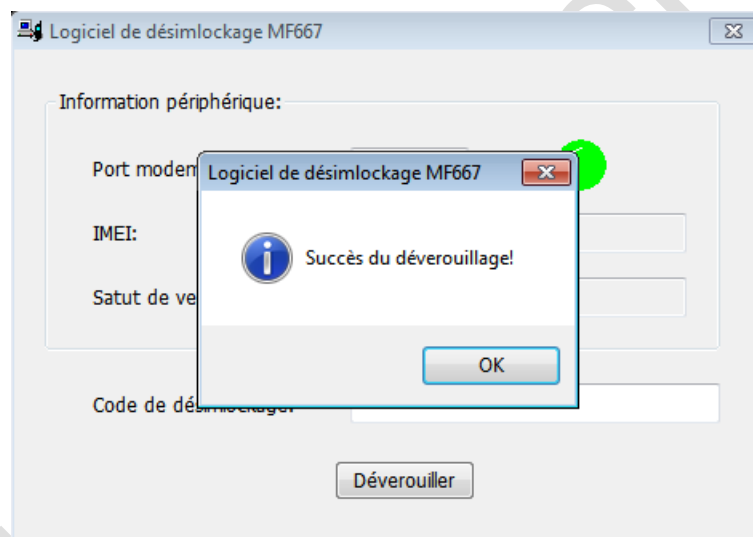 Logiciel de désimlockage MF667
Information périphérique:
Port modem
Logiciel de désimlockage MF667
IMEI:
Succès du déverouillage!
Satut de ve
OK
Code de désimlockage:
Déverouiller